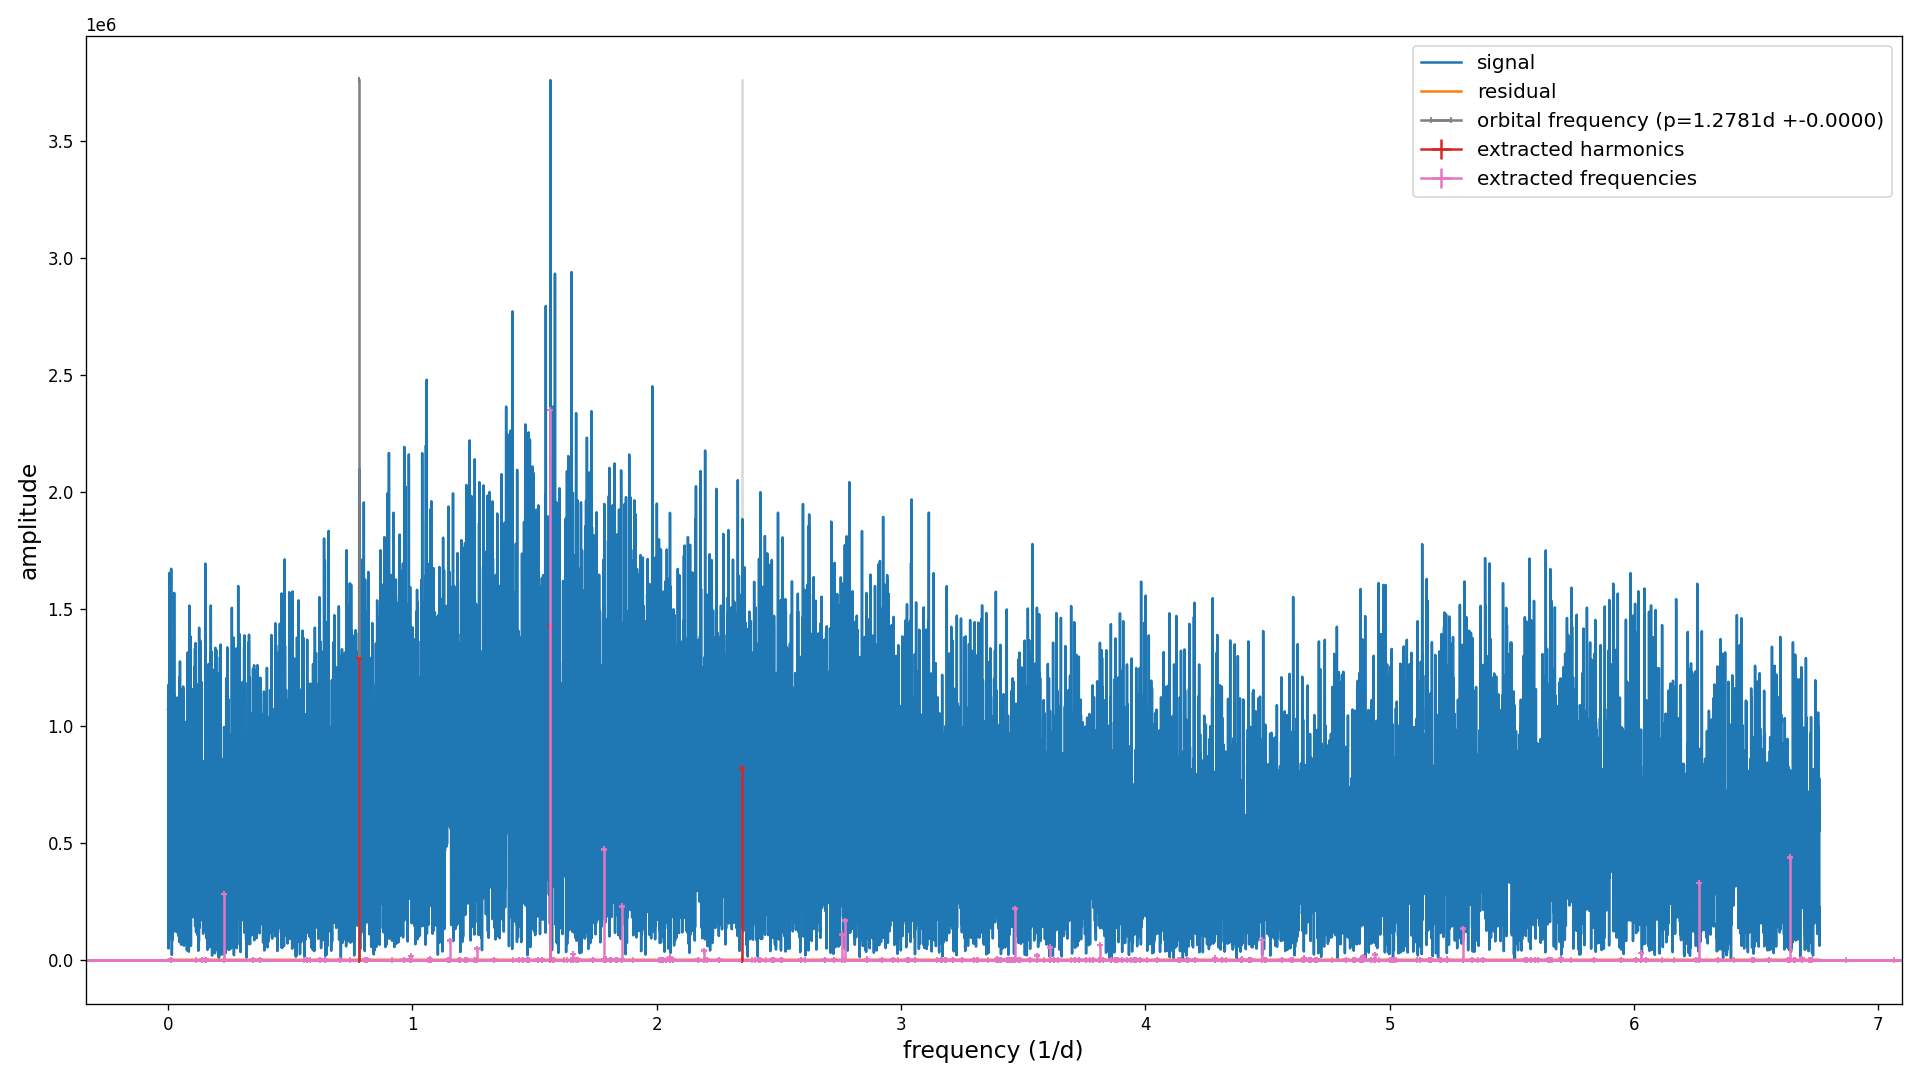 1e6
signal
residual
orbital frequency (p=1.2781d +-0.0000)
extracted harmonics
extracted frequencies
3.5
3.0
2.5
2.0
1.5
1.0
0.5
0.0
amplitude
0 1 2 3 4 5 6 7
frequency (1/d)